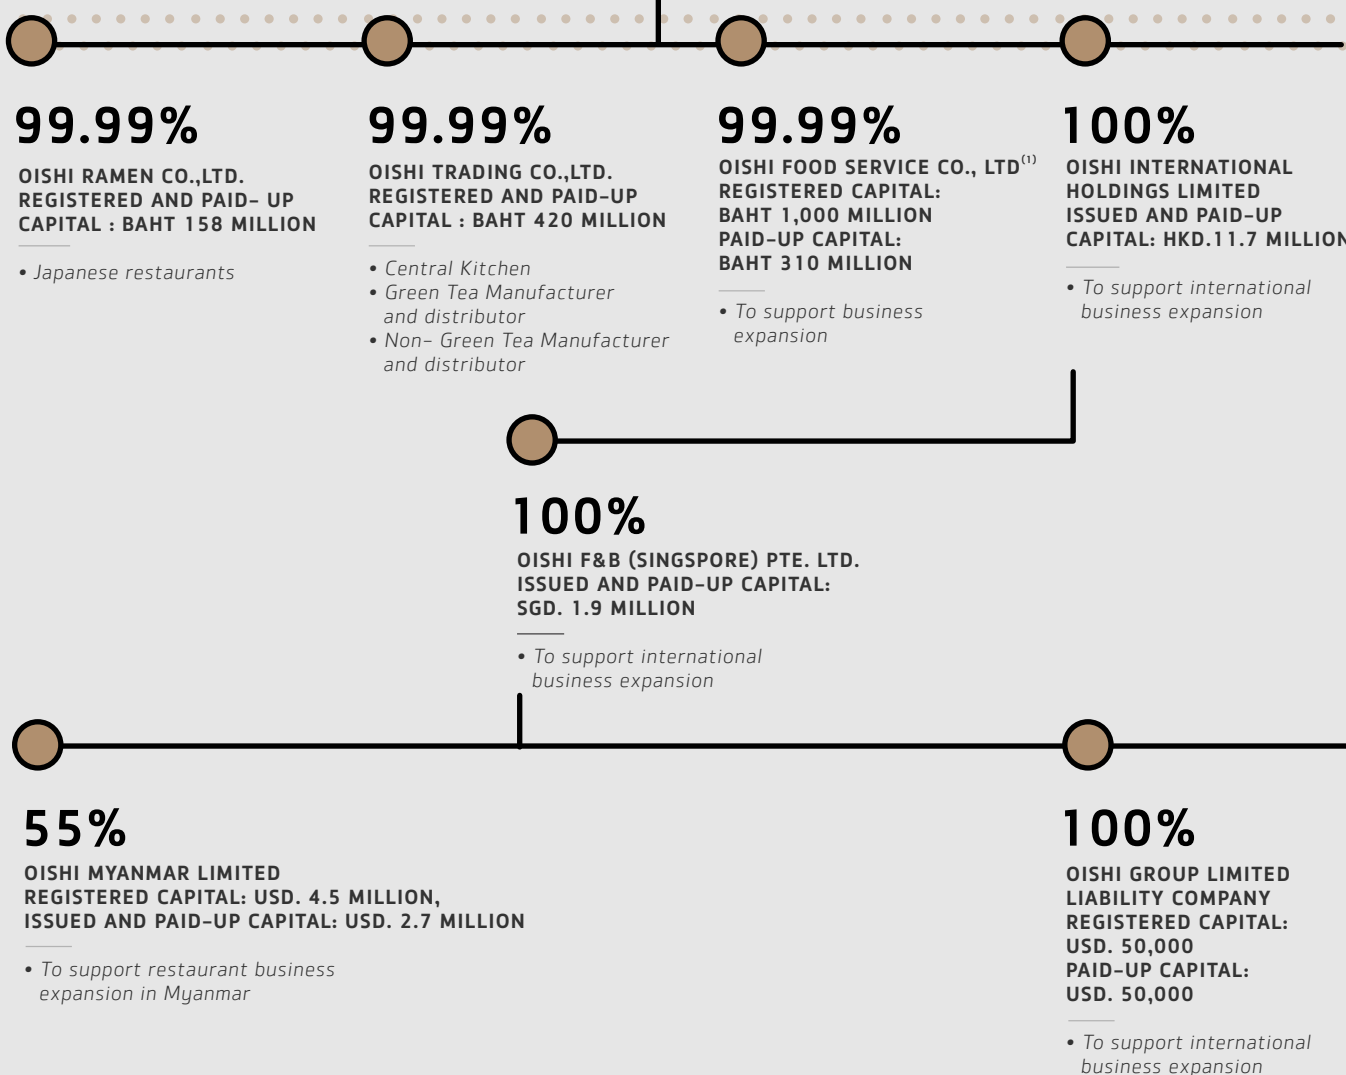 99.99%
OISHI RAMEN CO.,LTD.
REGISTERED AND PAID- UP
CAPITAL : BAHT 158 MILLION
• Japanese restaurants
99.99%
OISHI TRADING CO.,LTD.
REGISTERED AND PAID-UP
CAPITAL : BAHT 420 MILLION
• Central Kitchen
• Green Tea Manufacturer
and distributor
• Non- Green Tea Manufacturer
and distributor
99.99%
OISHI FOOD SERVICE CO., LTD(1)
REGISTERED CAPITAL:
BAHT 1,000 MILLION
PAID-UP CAPITAL:
BAHT 310 MILLION
• To support business
expansion
100%
OISHI INTERNATIONAL
HOLDINGS LIMITED
ISSUED AND PAID-UP
CAPITAL: HKD.11.7 MILLION
• To support international
business expansion
100%
OISHI F&B (SINGSPORE) PTE. LTD.
ISSUED AND PAID-UP CAPITAL:
SGD. 1.9 MILLION
• To support international
business expansion
55%
OISHI MYANMAR LIMITED
REGISTERED CAPITAL: USD. 4.5 MILLION,
ISSUED AND PAID-UP CAPITAL: USD. 2.7 MILLION
• To support restaurant business
expansion in Myanmar
100%
OISHI GROUP LIMITED
LIABILITY COMPANY
REGISTERED CAPITAL:
USD. 50,000
PAID-UP CAPITAL:
USD. 50,000
• To support international
business expansion